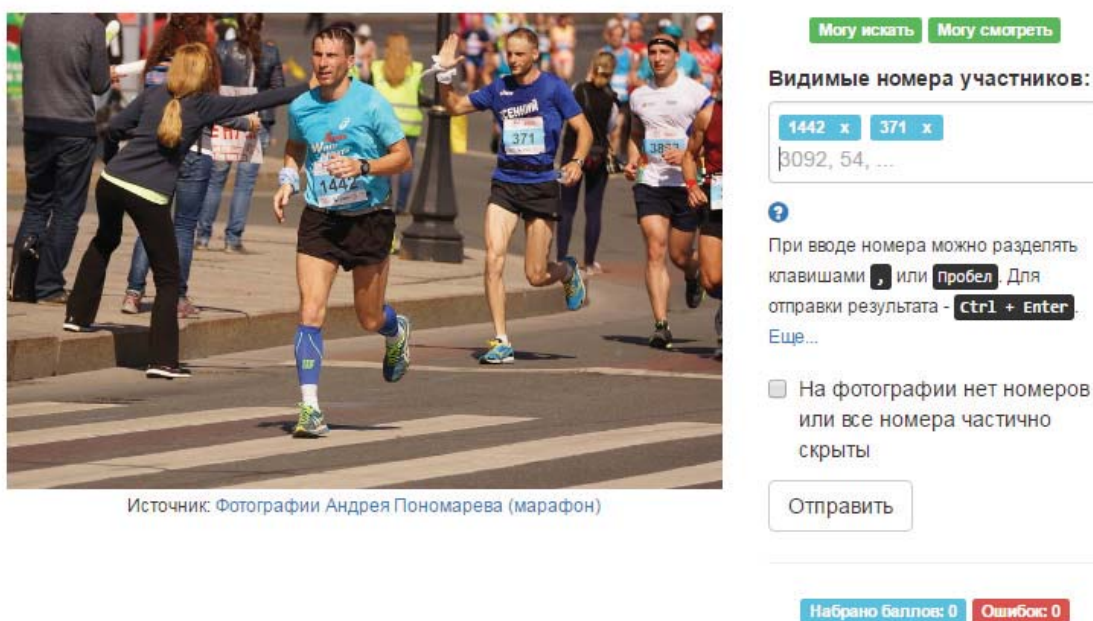 Могу искать Могу смотреть
Видимые номера участников:
1442 x 371 x
3092, 54, ...
?
При вводе номера можно разделять
клавишами , или Пробел. Для
отправки результата - Ctrl + Enter.
Еще...
На фотографии нет номеров
или все номера частично
скрыты
Отправить
Набрано баллов: 0 Ошибок: 0
371
1442
Источник: Фотографии Андрея Пономарева (марафон)